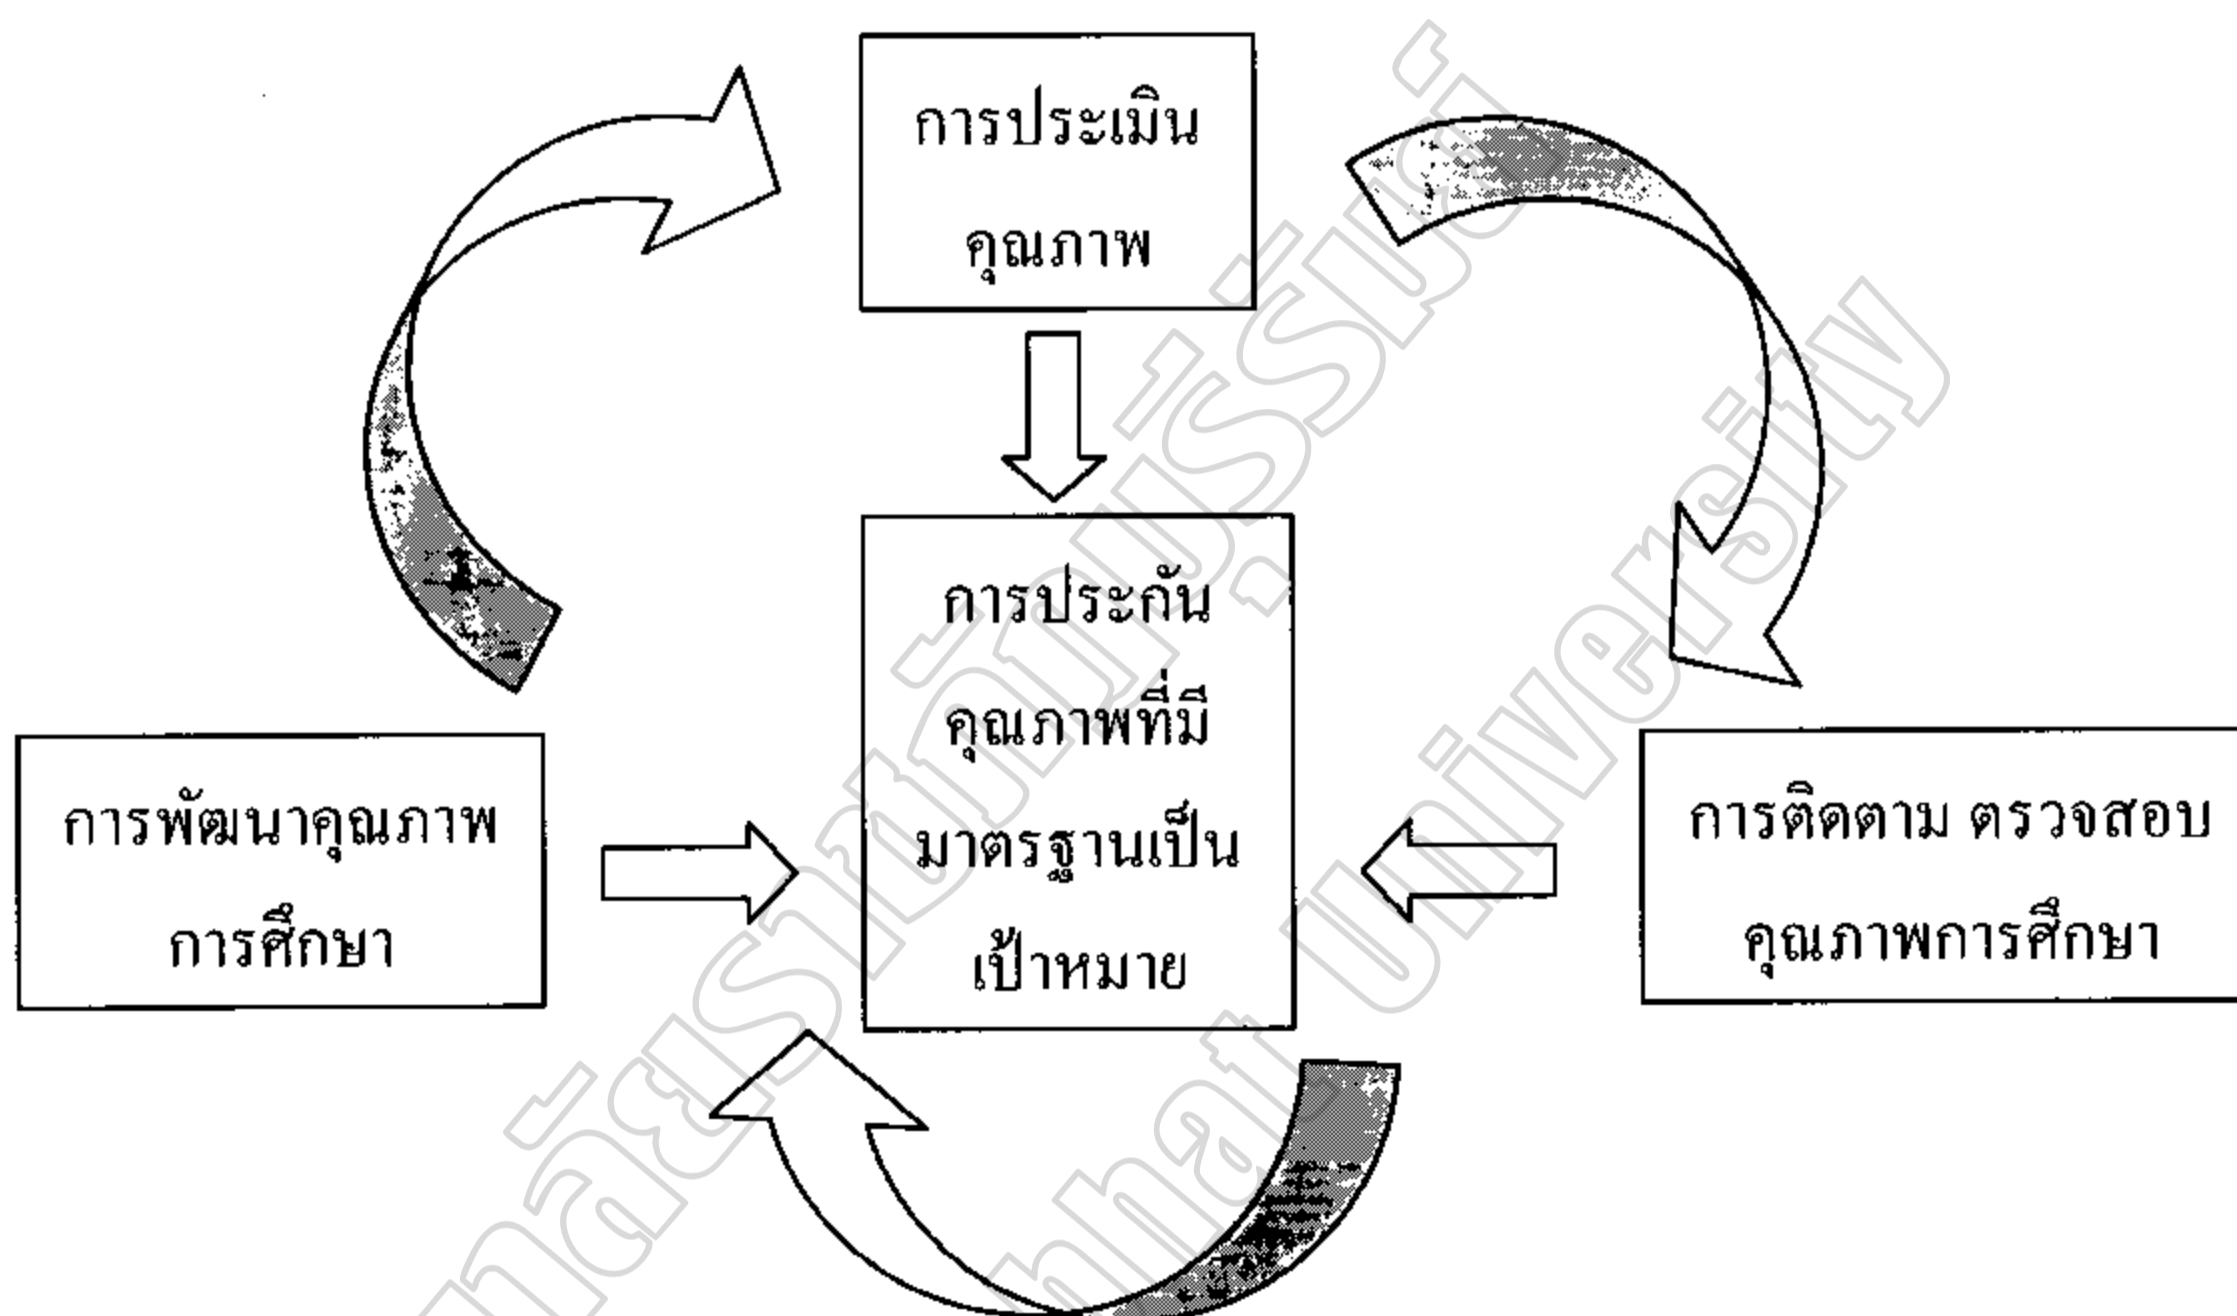 การประเมิน
คุณภาพ
การประกัน
คุณภาพที่มี
มาตรฐานเป็น
เป้าหมาย
การพัฒนาคุณภาพ
การศึกษา
การติดตาม ตรวจสอบ
คุณภาพการศึกษา
University